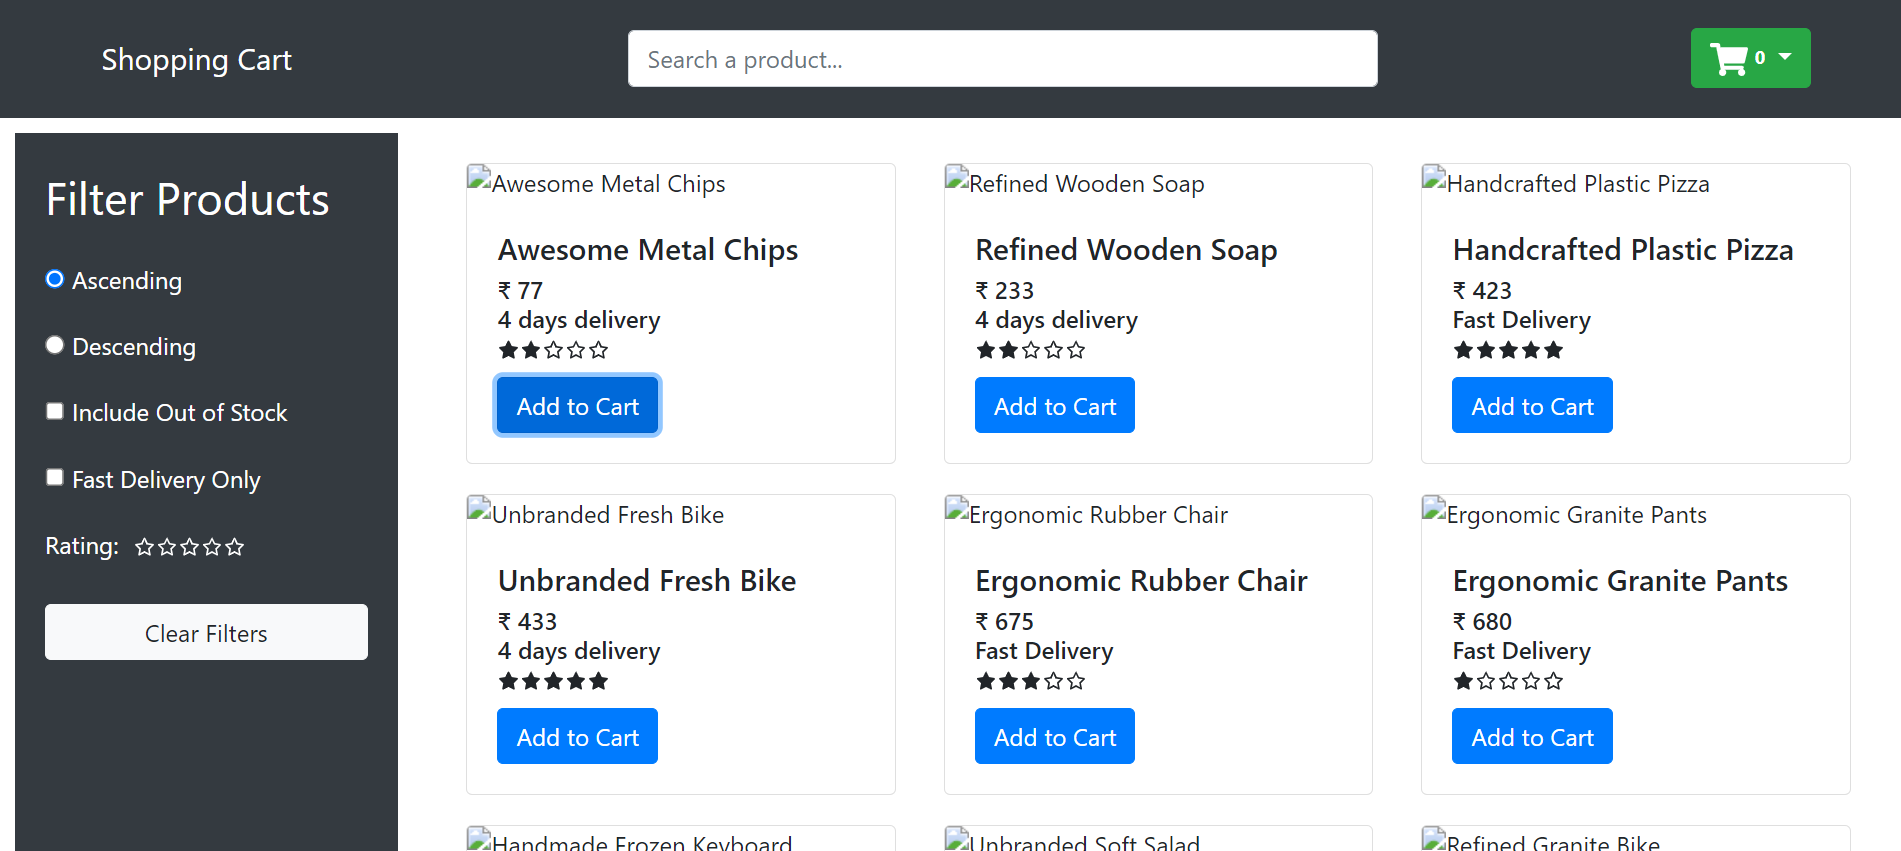 Shopping Cart
Search a product...
0
Filter Products
Ascending
Descending
Include Out of Stock
Fast Delivery Only
Rating:
Clear Filters
Awesome Metal Chips
Awesome Metal Chips
₹ 77
4 days delivery
Add to Cart
Refined Wooden Soap
Refined Wooden Soap
₹ 233
4 days delivery
Add to Cart
Handcrafted Plastic Pizza
Handcrafted Plastic Pizza
₹ 423
Fast Delivery
Add to Cart
Unbranded Fresh Bike
Unbranded Fresh Bike
₹ 433
4 days delivery
Add to Cart
Ergonomic Rubber Chair
Ergonomic Rubber Chair
₹ 675
Fast Delivery
Add to Cart
Ergonomic Granite Pants
Ergonomic Granite Pants
₹ 680
Fast Delivery
Add to Cart
Handmade Frozen Keyboard
Unbranded Soft Salad
Refined Granite Bike